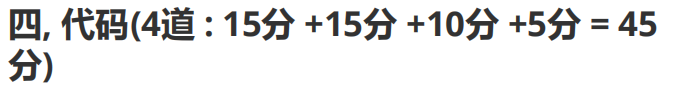 四, 代码(4道 : 15分 +15分 +10分 +5分 = 45
分)